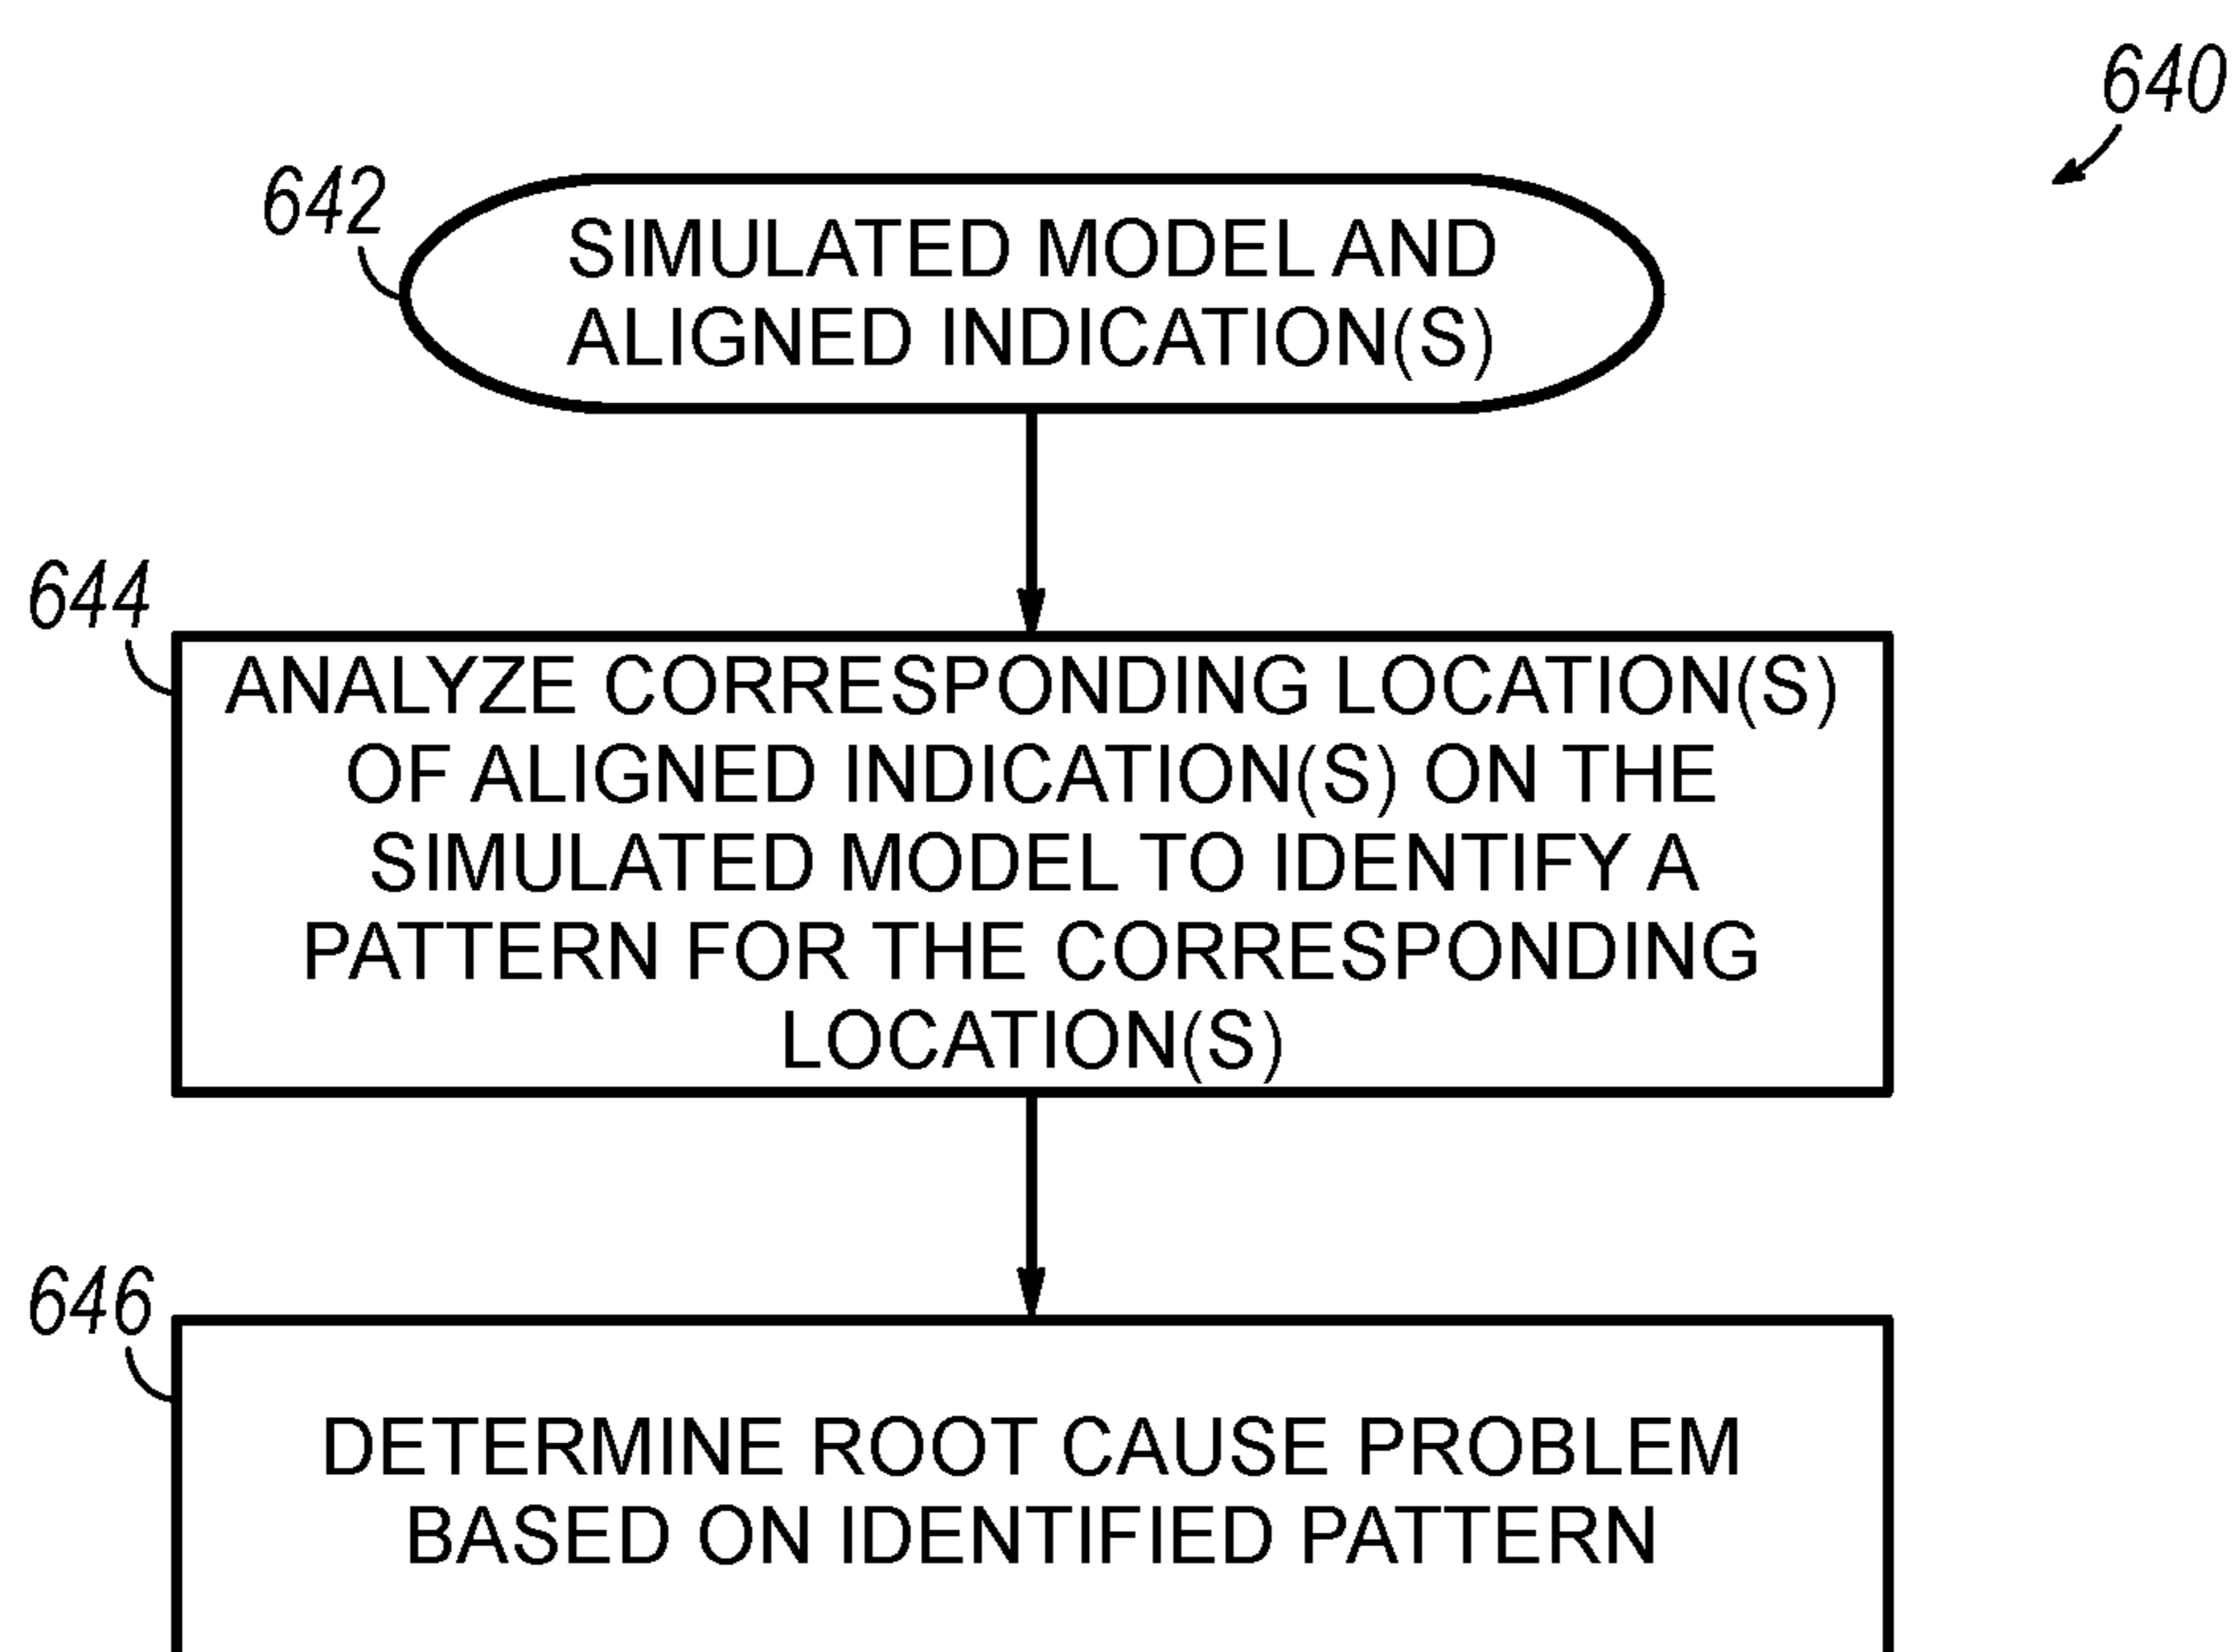 640
642
SIMULATED MODEL AND
ALIGNED INDICATION(S)
644
ANALYZE CORRESPONDING LOCATION(S)
OF ALIGNED INDICATION(S) ON THE
SIMULATED MODEL TO IDENTIFY A
PATTERN FOR THE CORRESPONDING
LOCATION(S)
646
DETERMINE ROOT CAUSE PROBLEM
BASED ON IDENTIFIED PATTERN